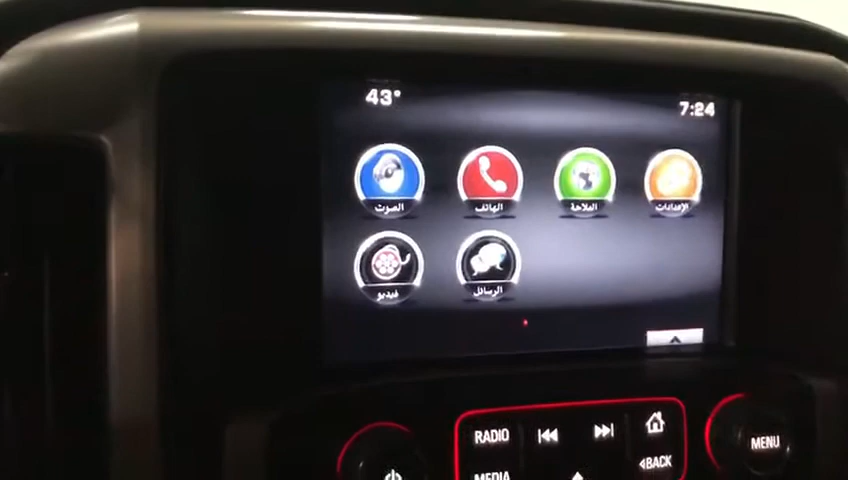 43°
7:24
الصوت
الهاتف
الملاحة
الإعدادات
فيديو
الرسائل
RADIO
MENU
MEDIA
BACK